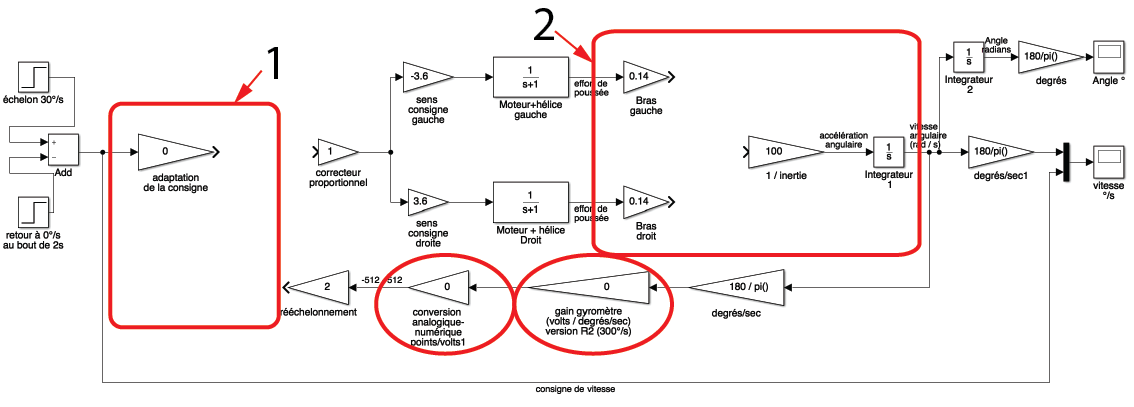 1
2
échelon 30°/s
Add
retour à 0°/s
au bout de 2s
0
adaptation
de la consigne
1
correcteur
proportionnel
-3.6
sens
consigne
gauche
1
s+1
Moteur+hélice
gauche
effort de
poussée
0.14
Bras
gauche
3.6
sens
consigne
droite
1
s+1
Moteur + hélice
Droit
effort de
poussée
0.14
Bras
droit
100
1 / inertie
accélération
angulaire
1
s
Integrateur
1
vitesse
angulaire
(rad / s)
1
s
Integrateur
2
Angle
radians
180/pi()
degrés
Angle °
180/pi()
degrés/sec1
vitesse
°/s
2
rééchelonnement
-512
512
0
conversion
analogique-
numérique
points/volts1
0
gain gyromètre
(volts / degrés/sec)
version R2 (300°/s)
180 / pi()
degrés/sec
consigne de vitesse